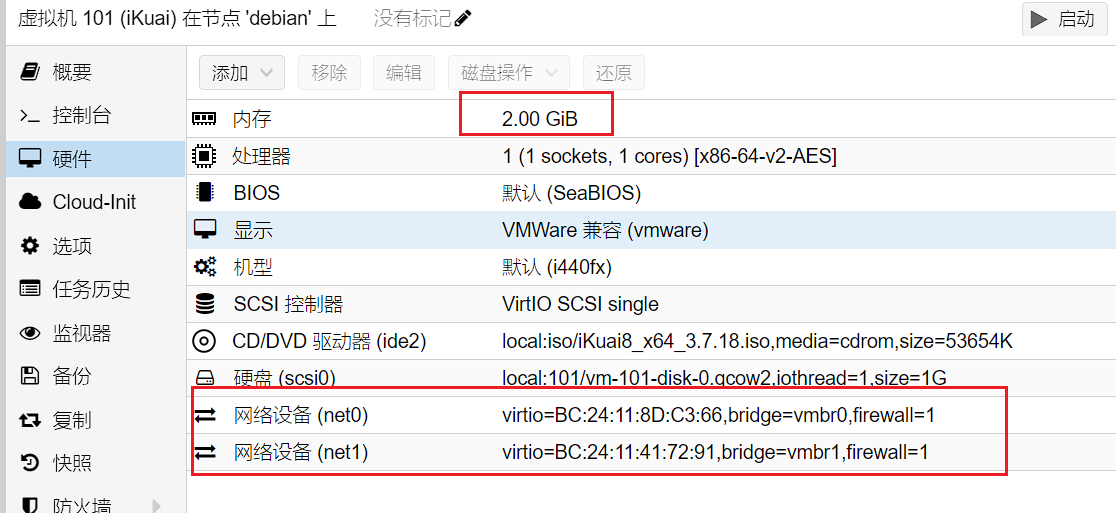 虚拟机 101 (iKuai) 在节点 'debian' 上 没有标记 启动
概要
控制台
硬件
Cloud-Init
选项
任务历史
监视器
备份
复制
快照
防火墙
添加 移除 编辑 磁盘操作 还原
内存 2.00 GiB
处理器 1 (1 sockets, 1 cores) [x86-64-v2-AES]
BIOS 默认 (SeaBIOS)
显示 VMWare 兼容 (vmware)
机型 默认 (i440fx)
SCSI 控制器 VirtIO SCSI single
CD/DVD 驱动器 (ide2) local:iso/iKuai8_x64_3.7.18.iso,media=cdrom,size=53654K
硬盘 (scsi0) local:101/vm-101-disk-0.qcow2,iothread=1,size=1G
网络设备 (net0) virtio=BC:24:11:8D:C3:66,bridge=vmbr0,firewall=1
网络设备 (net1) virtio=BC:24:11:41:72:91,bridge=vmbr1,firewall=1